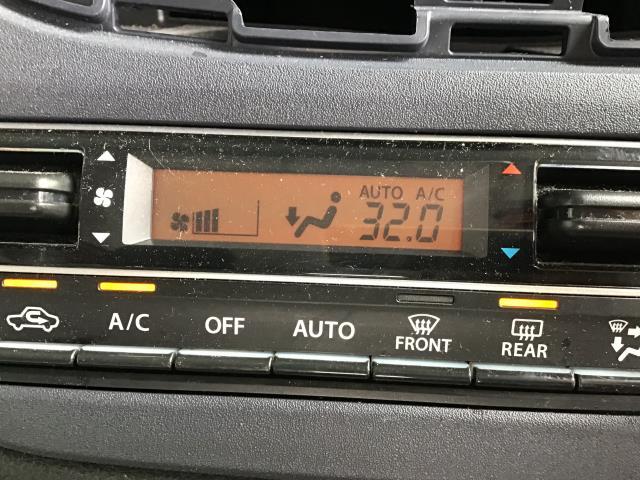 AUTO A/C
32.0
A/C OFF AUTO FRONT REAR